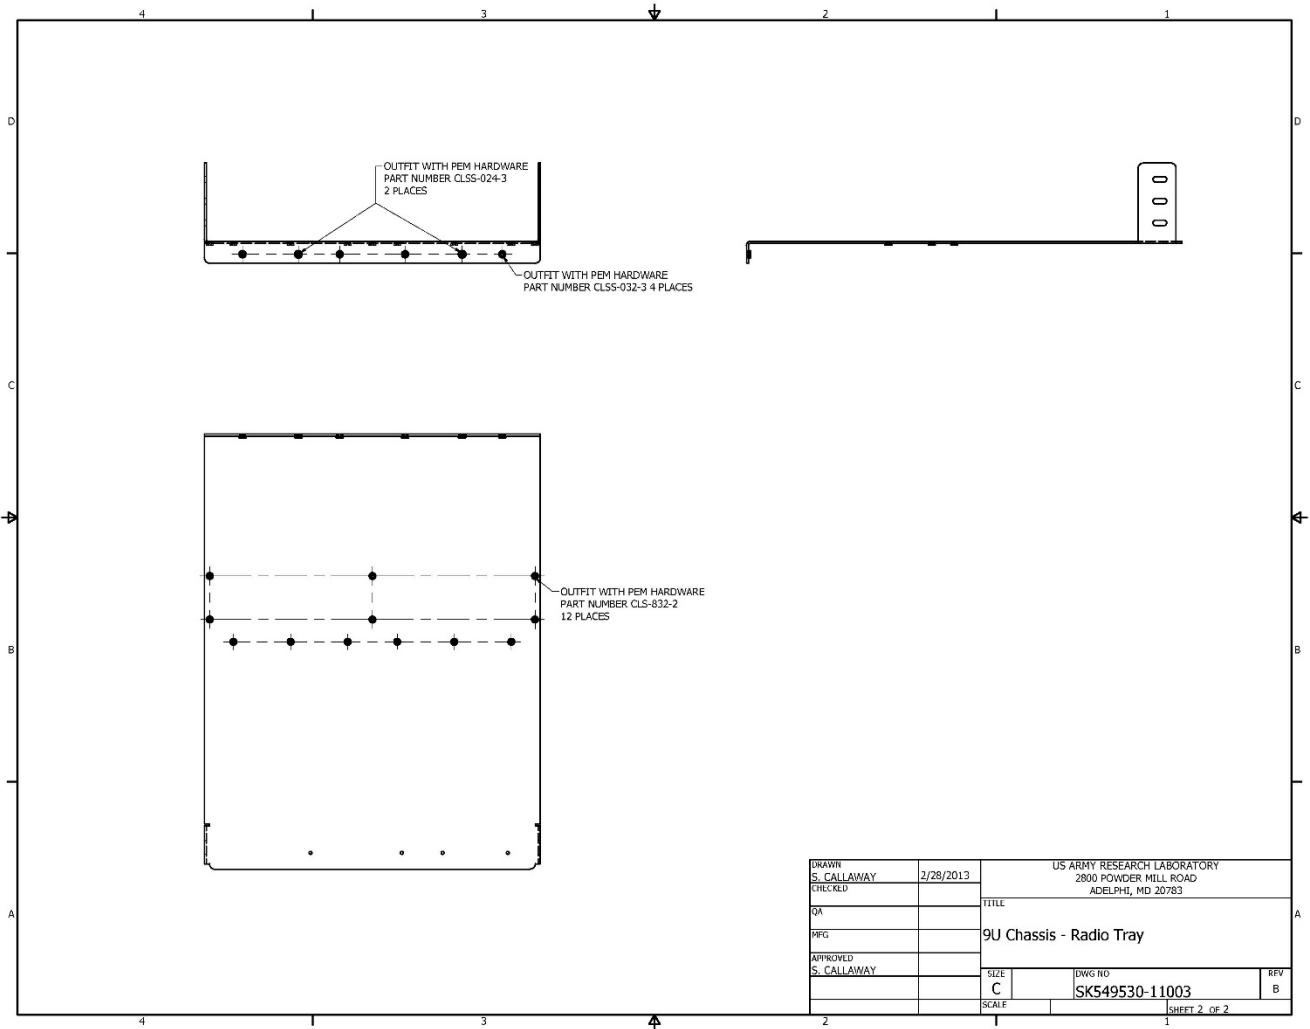 4 3 2 1
D D
OUTFIT WITH PEM HARDWARE
PART NUMBER CLSS-024-3
2 PLACES
OUTFIT WITH PEM HARDWARE
PART NUMBER CLSS-032-3 4 PLACES
C C
OUTFIT WITH PEM HARDWARE
PART NUMBER CLS-832-2
12 PLACES
B B
DRAWN
S. CALLAWAY 2/28/2013
CHECKED
QA
MFG
APPROVED
S. CALLAWAY
US ARMY RESEARCH LABORATORY
2800 POWDER MILL ROAD
ADELPHI, MD 20783
TITLE
9U Chassis - Radio Tray
SIZE
C
DWG NO
SK549530-11003
REV
B
SCALE
SHEET 2 OF 2
A A
4 3 2 1